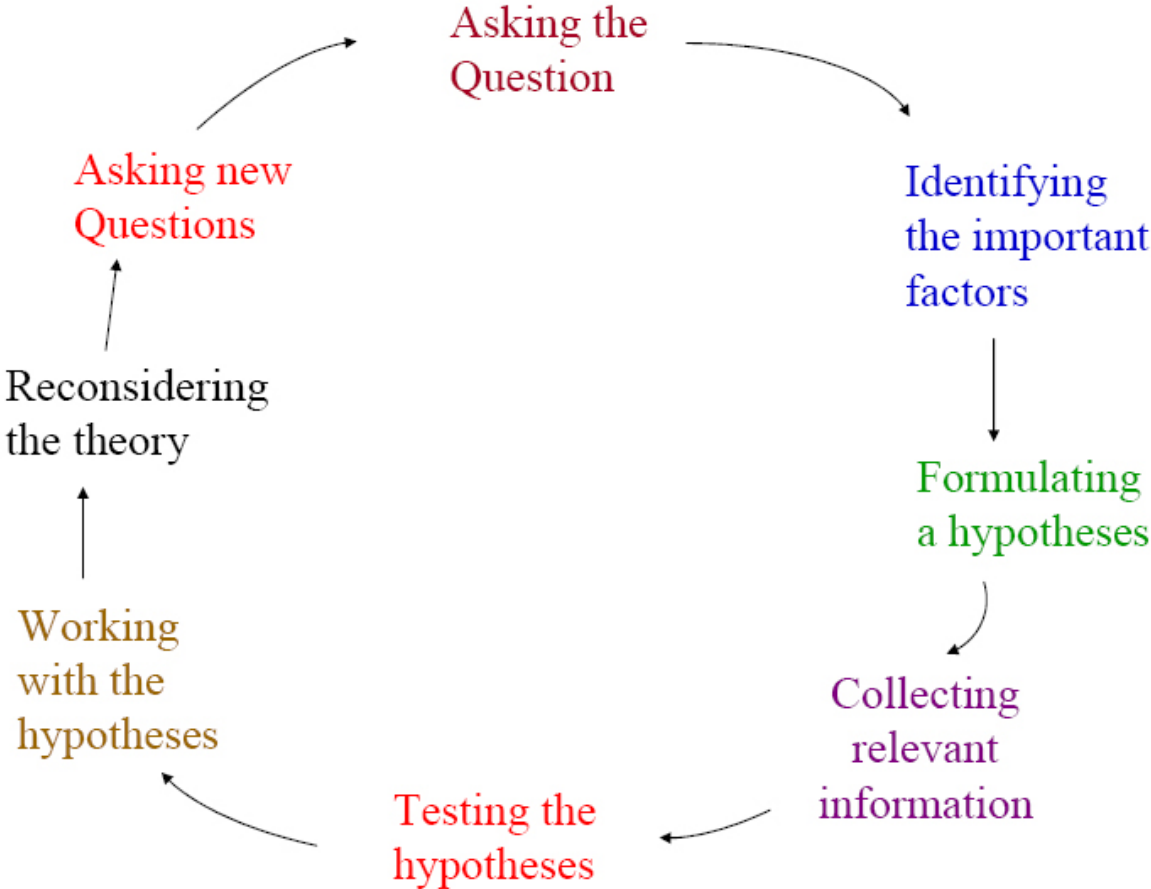 Asking the
Question
Identifying
the important
factors
Formulating
a hypotheses
Collecting
relevant
information
Testing the
hypotheses
Working
with the
hypotheses
Reconsidering
the theory
Asking new
Questions